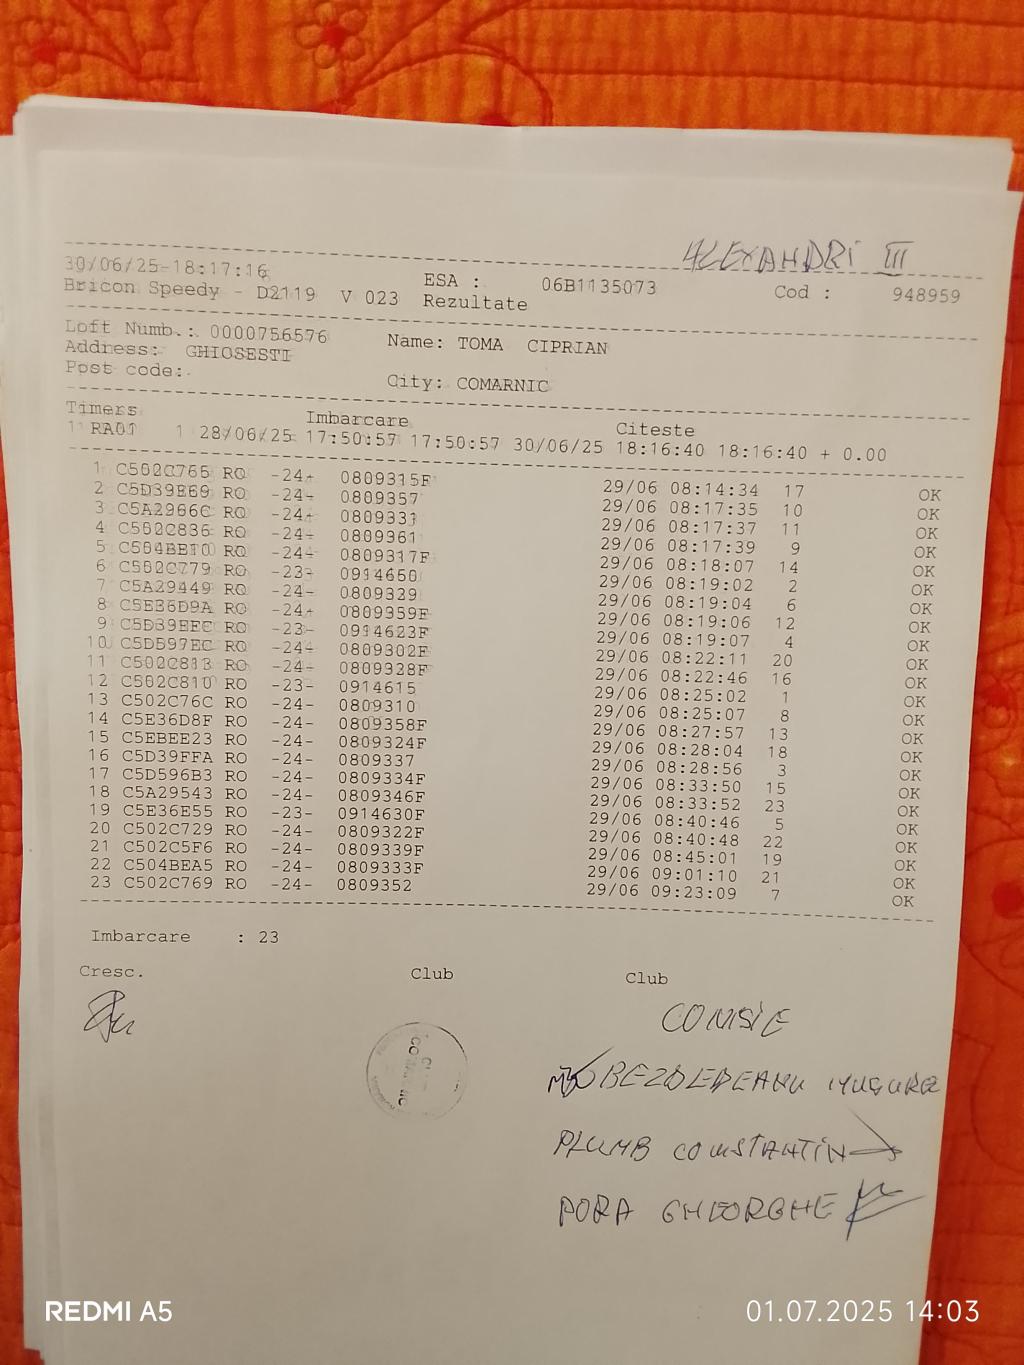 ALEXANDRI III
30/06/25-18:17:16 ESA : 06B1135073 Cod : 948959
Bricon Speedy - D2119 V 023 Rezultate
Loft Numb.: 0000756576 Name: TOMA CIPRIAN
Address: GHIOSESTI
Post code:. City: COMARNIC
Timers Imbarcare Citeste
1 RA01 1 28/06/25 17:50:57 17:50:57 30/06/25 18:16:40 18:16:40 + 0.00
1 C502C765 RO -24- 0809315F 29/06 08:14:34 17 OK
2 C5D39E69 RO -24- 0809357 29/06 08:17:35 10 OK
3 C5A2966C RO -24- 0809331 29/06 08:17:37 11 OK
4 C502C836 RO -24- 0809361 29/06 08:17:39 9 OK
5 C504BE10 RO -24- 0809317F 29/06 08:18:07 14 OK
6 C502C779 RO -23- 0914650 29/06 08:19:02 2 OK
7 C5A29449 RO -24- 0809329 29/06 08:19:04 6 OK
8 C5E36D9A RO -24- 0809359F 29/06 08:19:06 12 OK
9 C5D39EFC RO -23- 0914623F 29/06 08:19:07 4 OK
10 C5D597EC RO -24- 0809302F 29/06 08:22:11 20 OK
11 C502C813 RO -24- 0809328F 29/06 08:22:46 16 OK
12 C502C810 RO -23- 0914615 29/06 08:25:02 1 OK
13 C502C76C RO -24- 0809310 29/06 08:25:07 8 OK
14 C5E36D8F RO -24- 0809358F 29/06 08:27:57 13 OK
15 C5EBEE23 RO -24- 0809324F 29/06 08:28:04 18 OK
16 C5D39FFA RO -24- 0809337 29/06 08:28:56 3 OK
17 C5D596B3 RO -24- 0809334F 29/06 08:33:50 15 OK
18 C5A29543 RO -24- 0809346F 29/06 08:33:52 23 OK
19 C5E36E55 RO -23- 0914630F 29/06 08:40:46 5 OK
20 C502C729 RO -24- 0809322F 29/06 08:40:48 22 OK
21 C502C5F6 RO -24- 0809339F 29/06 08:45:01 19 OK
22 C504BEA5 RO -24- 0809333F 29/06 09:01:10 21 OK
23 C502C769 RO -24- 0809352 29/06 09:23:09 7 OK
Imbarcare : 23
Cresc. Club Club
COMSIE
BEZDEDEANU MUGUREL
PLUMB CONSTANTIN
PORA GHEORGHE
REDMI A5 01.07.2025 14:03